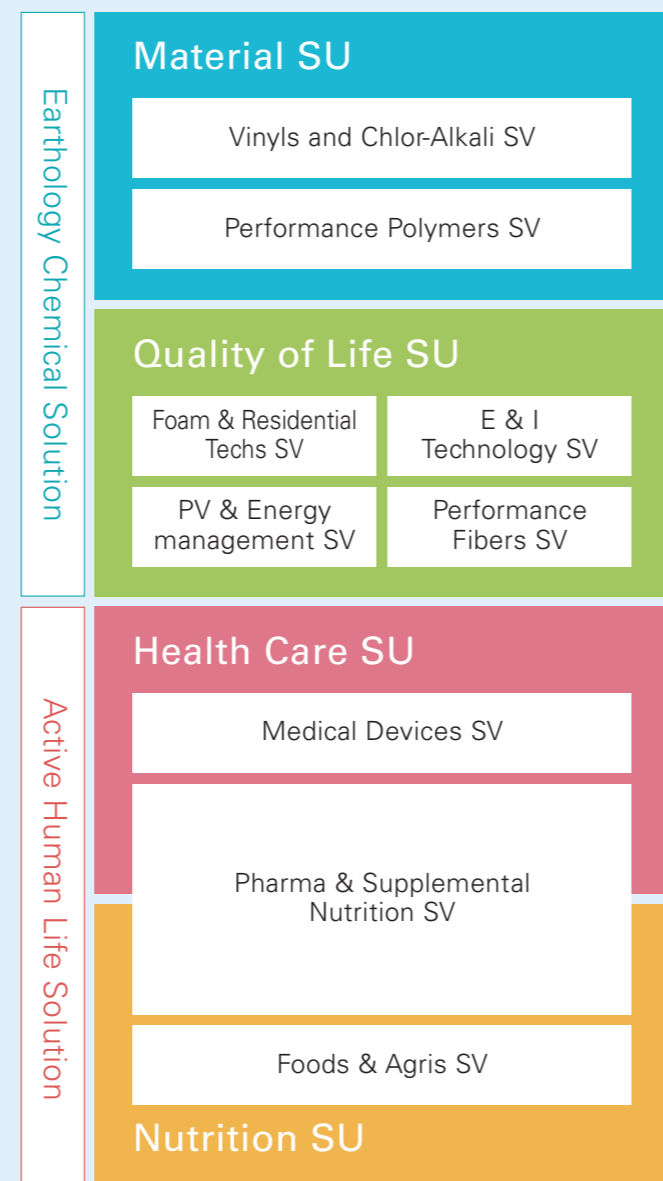 Earthology Chemical Solution
Material SU
Vinyls and Chlor-Alkali SV
Performance Polymers SV
Quality of Life SU
Foam & Residential
Techs SV
E & I
Technology SV
PV & Energy
management SV
Performance
Fibers SV
Active Human Life Solution
Health Care SU
Medical Devices SV
Pharma & Supplemental
Nutrition SV
Foods & Agris SV
Nutrition SU